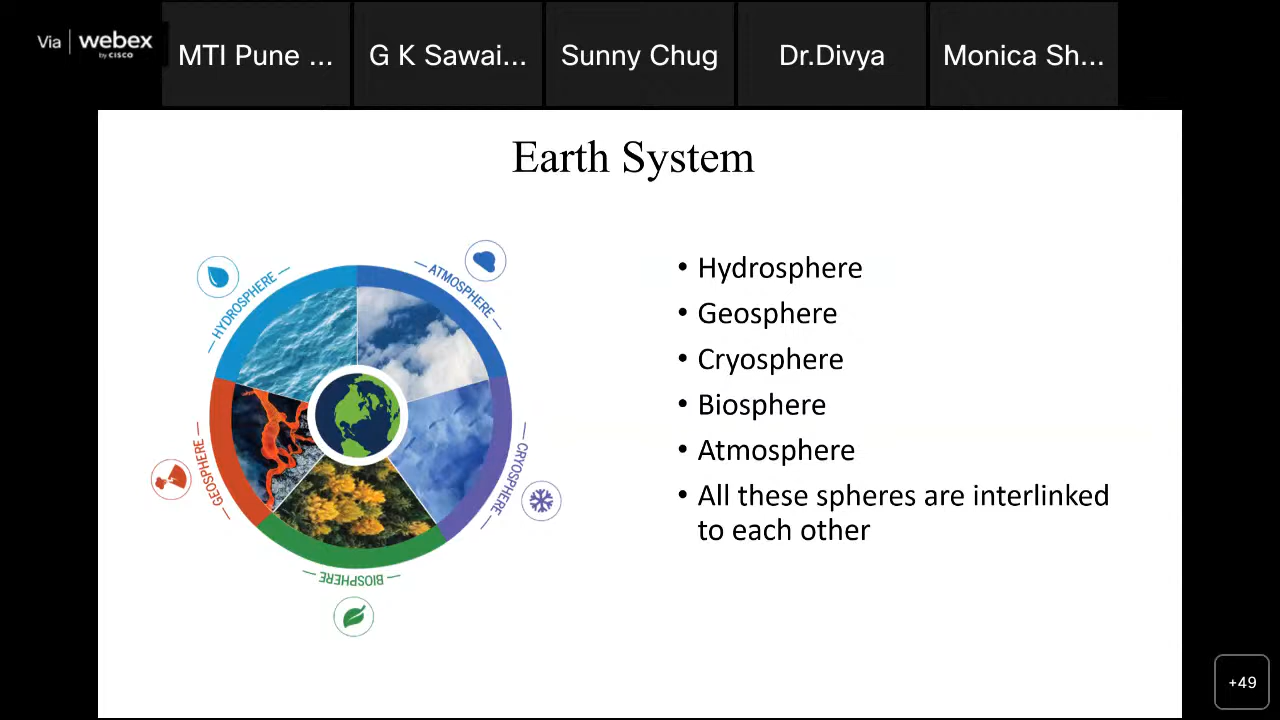 Via webex
by CISCO
MTI Pune ...
G K Sawai...
Sunny Chug
Dr.Divya
Monica Sh...
Earth System
HYDROSPHERE
ATMOSPHERE
GEOSPHERE
CRYOSPHERE
BIOSPHERE
• Hydrosphere
• Geosphere
• Cryosphere
• Biosphere
• Atmosphere
• All these spheres are interlinked
to each other
+49